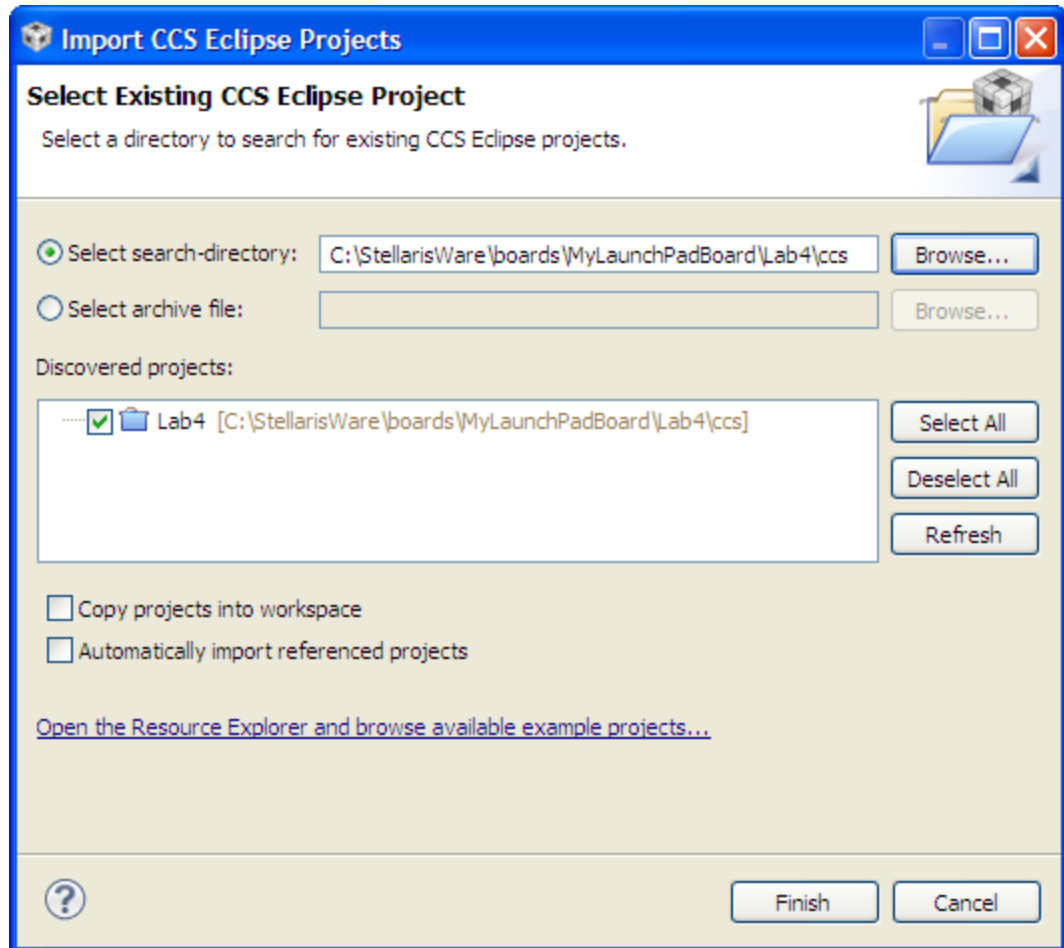 Import CCS Eclipse Projects
Select Existing CCS Eclipse Project
Select a directory to search for existing CCS Eclipse projects.
Select search-directory: C:\StellarisWare\boards\MyLaunchPadBoard\Lab4\ccs Browse...
Select archive file: Browse...
Discovered projects:
Lab4 [C:\StellarisWare\boards\MyLaunchPadBoard\Lab4\ccs] Select All
Deselect All
Refresh
Copy projects into workspace
Automatically import referenced projects
Open the Resource Explorer and browse available example projects...
? Finish Cancel